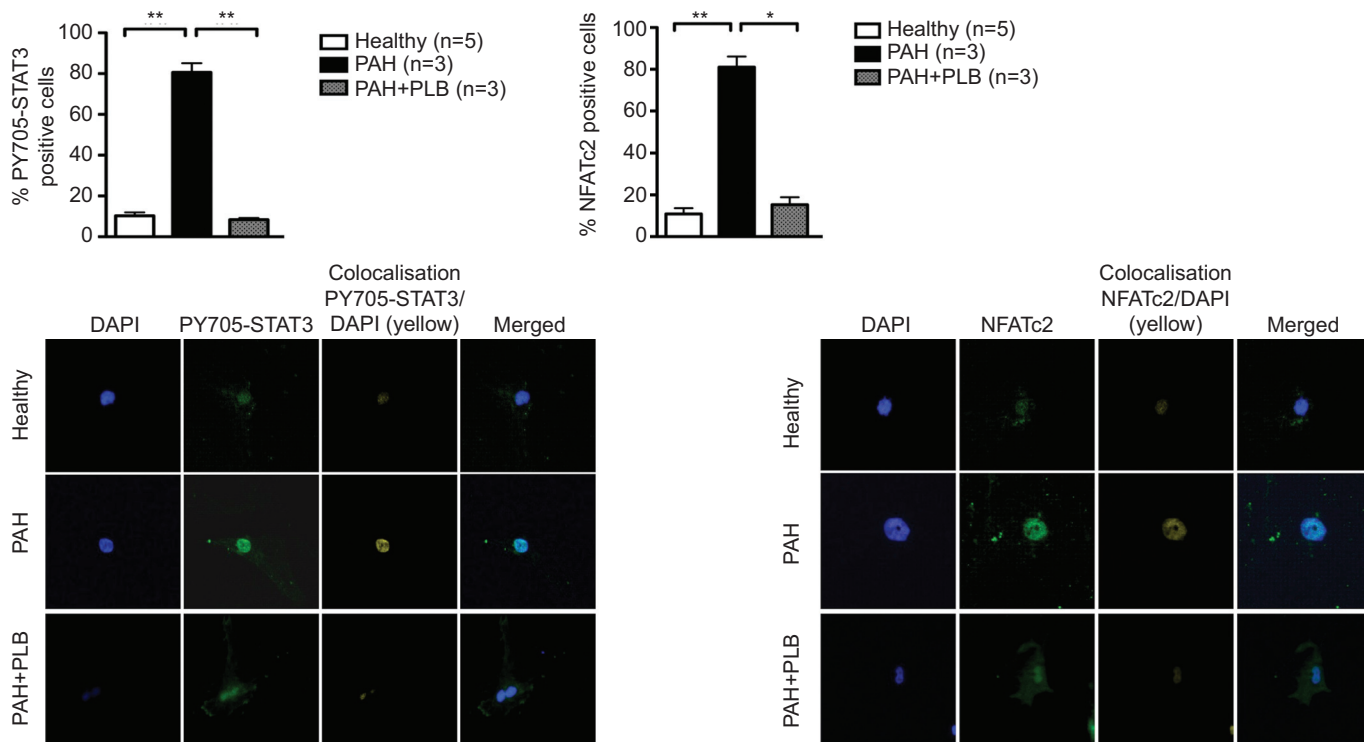 ** **
100
80
60
40
20
0
% PY705-STAT3
positive cells
Healthy (n=5)
PAH (n=3)
PAH+PLB (n=3)
** *
100
80
60
40
20
0
% NFATc2 positive cells
Healthy (n=5)
PAH (n=3)
PAH+PLB (n=3)
DAPI
PY705-STAT3
Colocalisation
PY705-STAT3/
DAPI (yellow)
Merged
Healthy
PAH
PAH+PLB
DAPI
NFATc2
Colocalisation
NFATc2/DAPI
(yellow)
Merged
Healthy
PAH
PAH+PLB